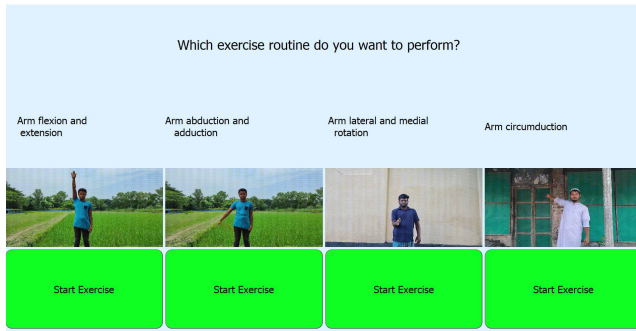 Which exercise routine do you want to perform?
Arm flexion and
extension
Arm abduction and
adduction
Arm lateral and medial
rotation
Arm circumduction
Start Exercise
Start Exercise
Start Exercise
Start Exercise